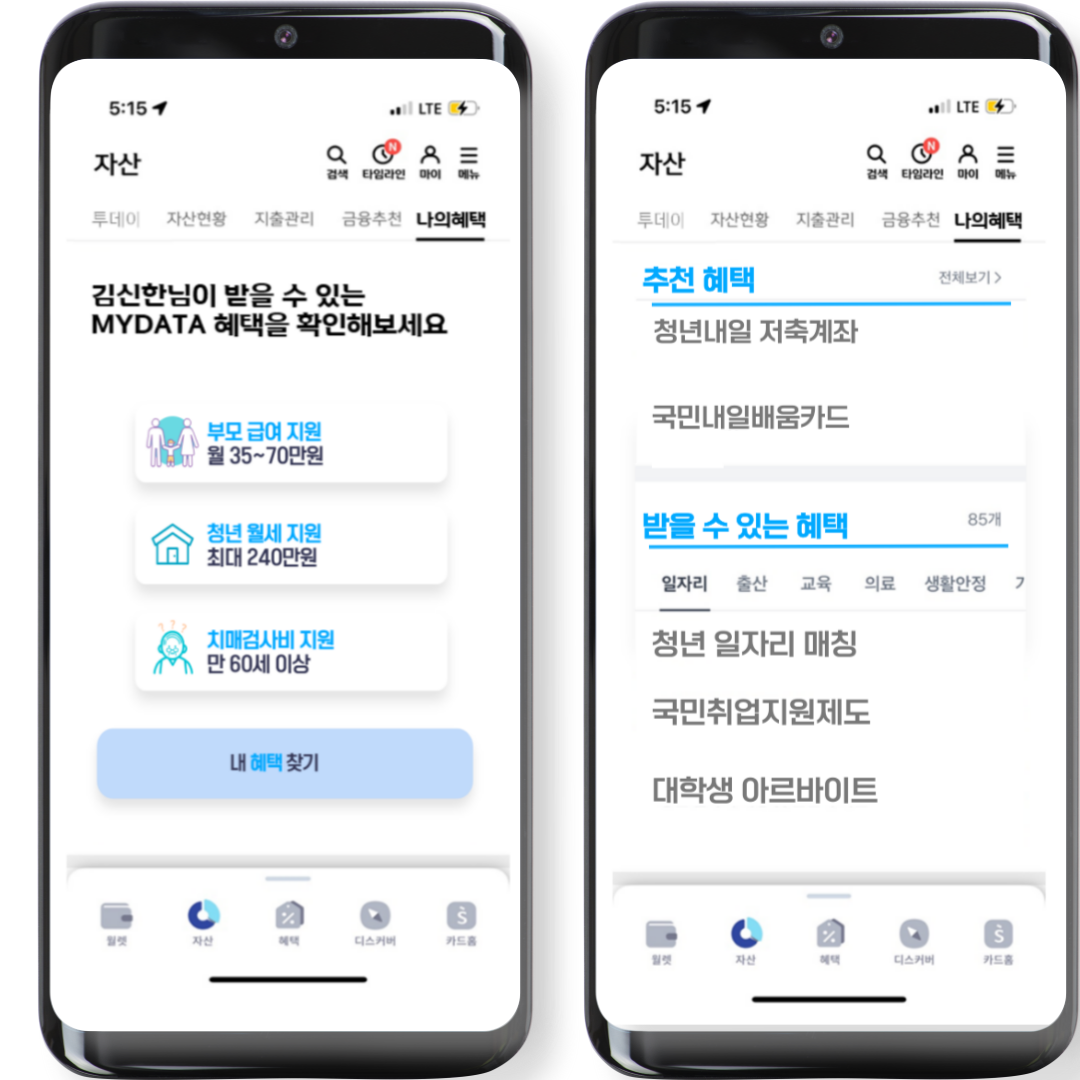 5:15
LTE
자산
N
검색 타임라인 마이 메뉴
투데이 자산현황 지출관리 금융추천 나의혜택
김신한님이 받을 수 있는
MYDATA 혜택을 확인해보세요
부모 급여 지원
월 35~70만원
청년 월세 지원
최대 240만원
? ? ?
치매검사비 지원
만 60세 이상
내 혜택 찾기
월렛 자산 혜택 디스커버 카드홈
5:15
LTE
자산
N
검색 타임라인 마이 메뉴
투데이 자산현황 지출관리 금융추천 나의혜택
추천 혜택
전체보기 >
청년내일 저축계좌
국민내일배움카드
받을 수 있는 혜택
85개
일자리 출산 교육 의료 생활안정
청년 일자리 매칭
국민취업지원제도
대학생 아르바이트
월렛 자산 혜택 디스커버 카드홈